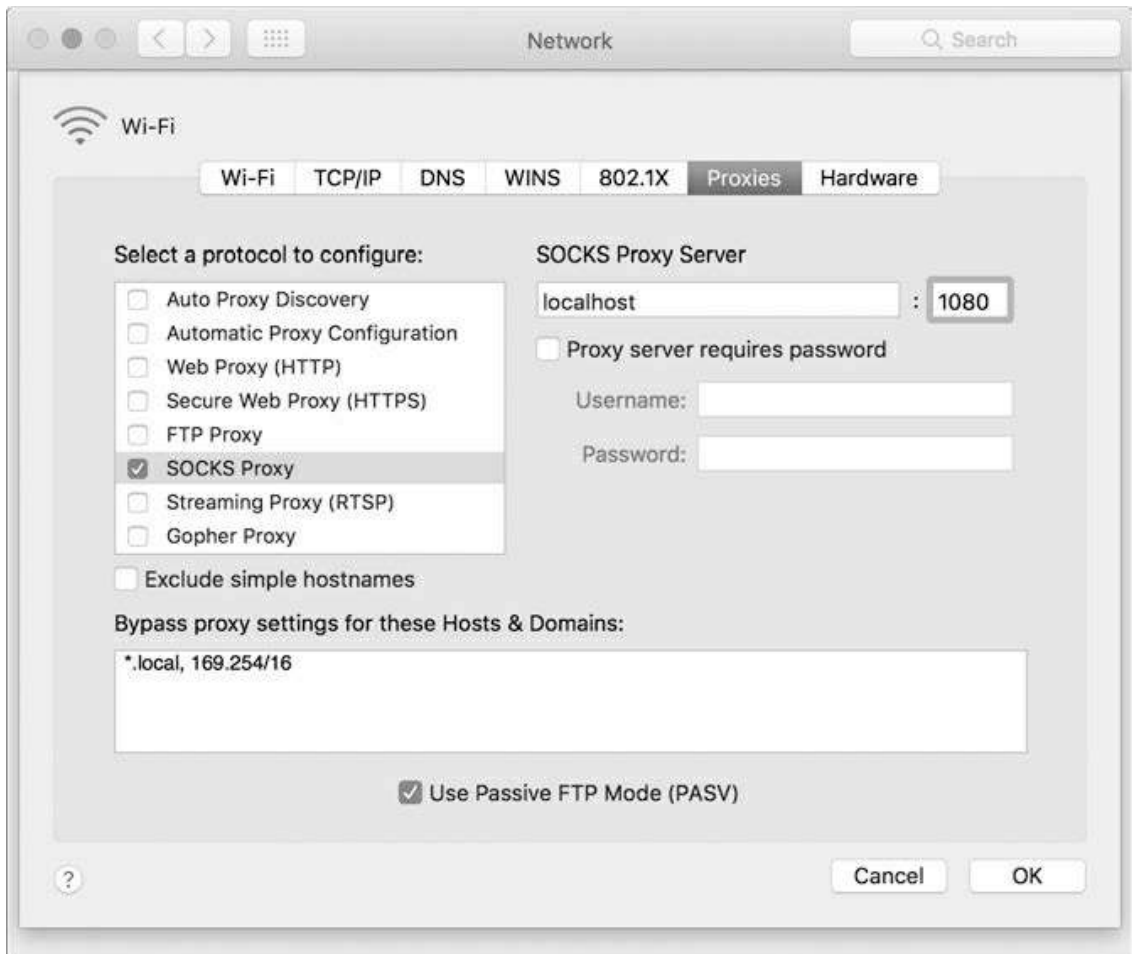 Network
Search
Wi-Fi
Wi-Fi TCP/IP DNS WINS 802.1X Proxies Hardware
Select a protocol to configure:
Auto Proxy Discovery
Automatic Proxy Configuration
Web Proxy (HTTP)
Secure Web Proxy (HTTPS)
FTP Proxy
SOCKS Proxy
Streaming Proxy (RTSP)
Gopher Proxy
Exclude simple hostnames
SOCKS Proxy Server
localhost : 1080
Proxy server requires password
Username:
Password:
Bypass proxy settings for these Hosts & Domains:
*.local, 169.254/16
Use Passive FTP Mode (PASV)
?
Cancel
OK